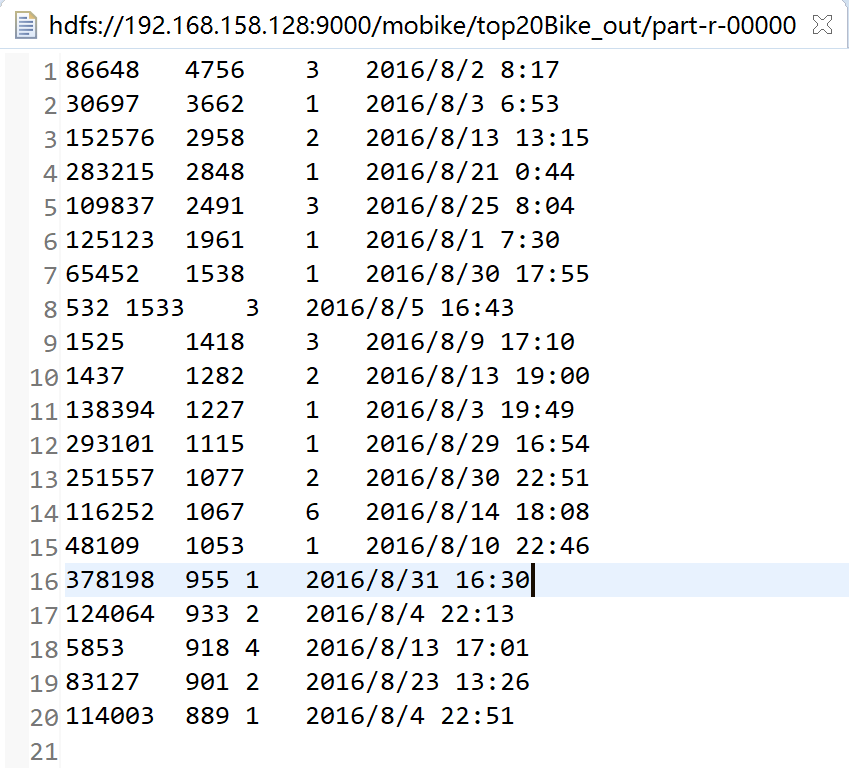 hdfs://192.168.158.128:9000/mobike/top20Bike_out/part-r-00000
1 86648 4756 3 2016/8/2 8:17
2 30697 3662 1 2016/8/3 6:53
3 152576 2958 2 2016/8/13 13:15
4 283215 2848 1 2016/8/21 0:44
5 109837 2491 3 2016/8/25 8:04
6 125123 1961 1 2016/8/1 7:30
7 65452 1538 1 2016/8/30 17:55
8 532 1533 3 2016/8/5 16:43
9 1525 1418 3 2016/8/9 17:10
10 1437 1282 2 2016/8/13 19:00
11 138394 1227 1 2016/8/3 19:49
12 293101 1115 1 2016/8/29 16:54
13 251557 1077 2 2016/8/30 22:51
14 116252 1067 6 2016/8/14 18:08
15 48109 1053 1 2016/8/10 22:46
16 378198 955 1 2016/8/31 16:30
17 124064 933 2 2016/8/4 22:13
18 5853 918 4 2016/8/13 17:01
19 83127 901 2 2016/8/23 13:26
20 114003 889 1 2016/8/4 22:51
21